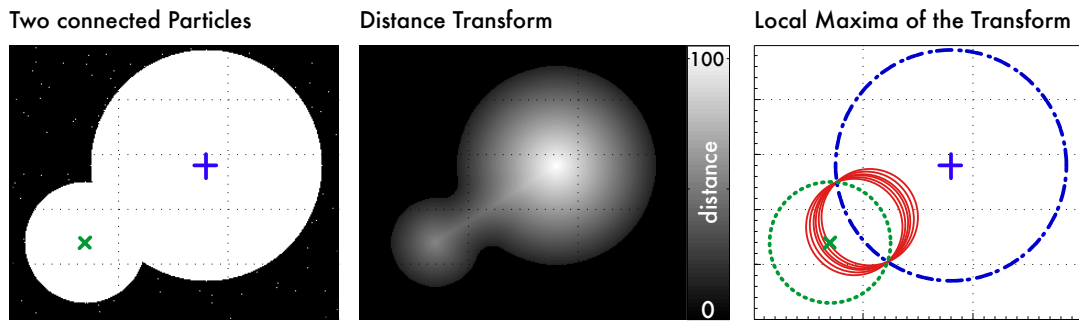 Two connected Particles
Distance Transform
Local Maxima of the Transform
100
distance
0